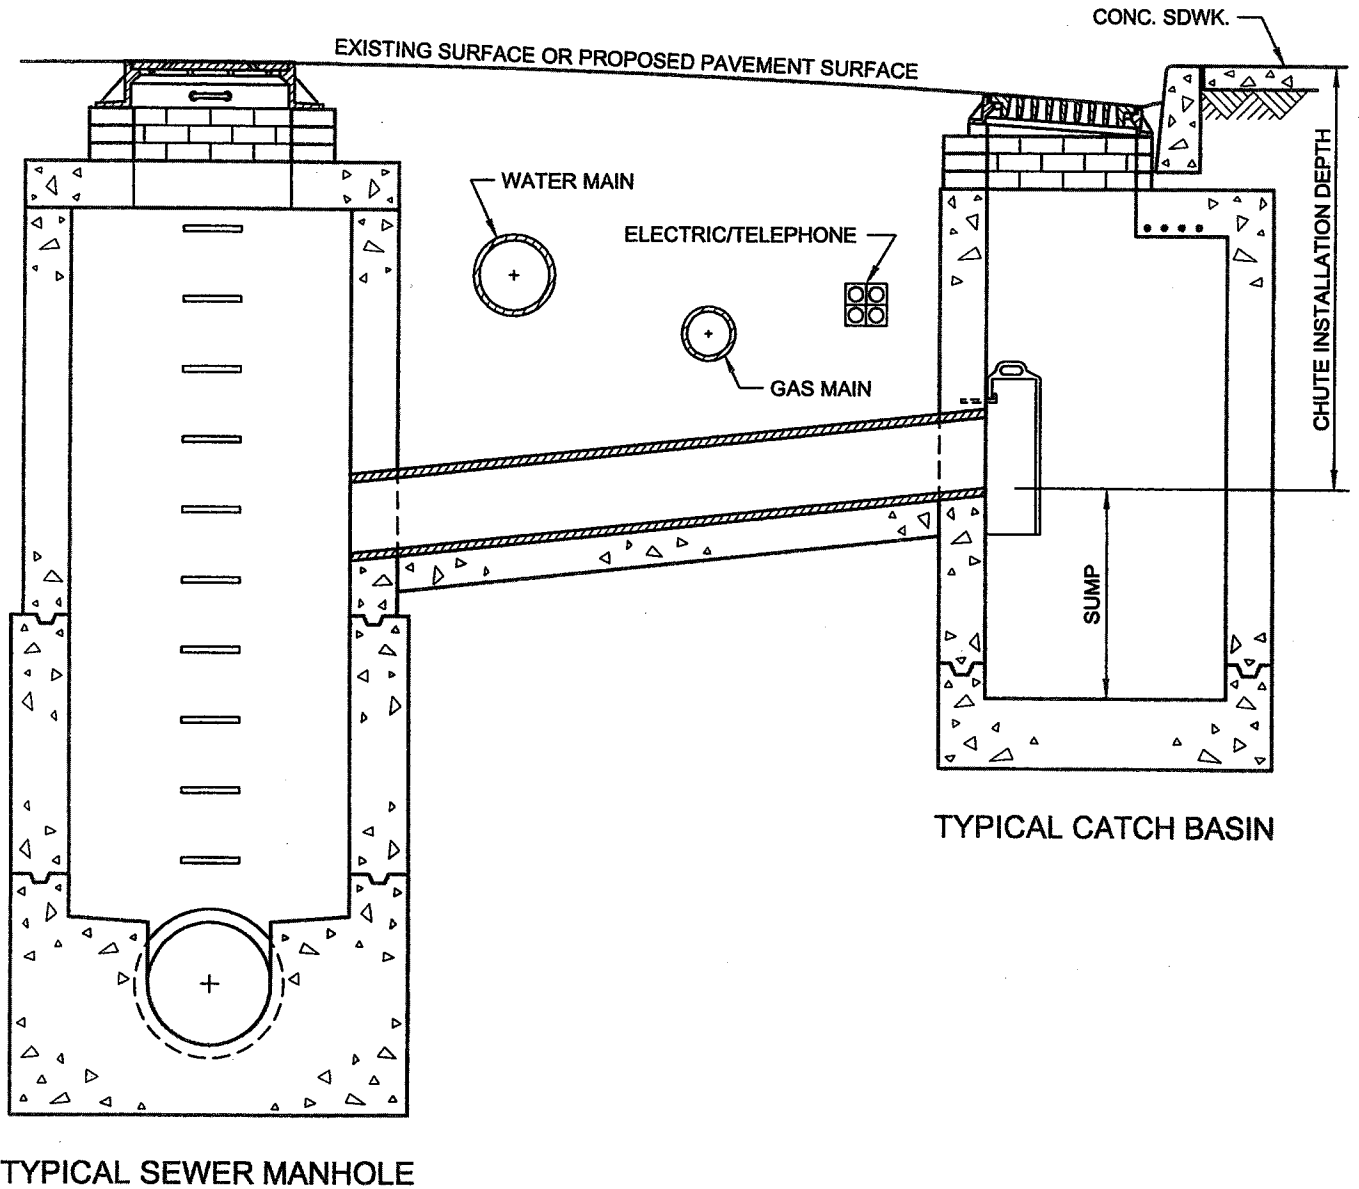 CONC. SDWK.
EXISTING SURFACE OR PROPOSED PAVEMENT SURFACE
WATER MAIN
ELECTRIC/TELEPHONE
GAS MAIN
CHUTE INSTALLATION DEPTH
SUMP
TYPICAL CATCH BASIN
TYPICAL SEWER MANHOLE